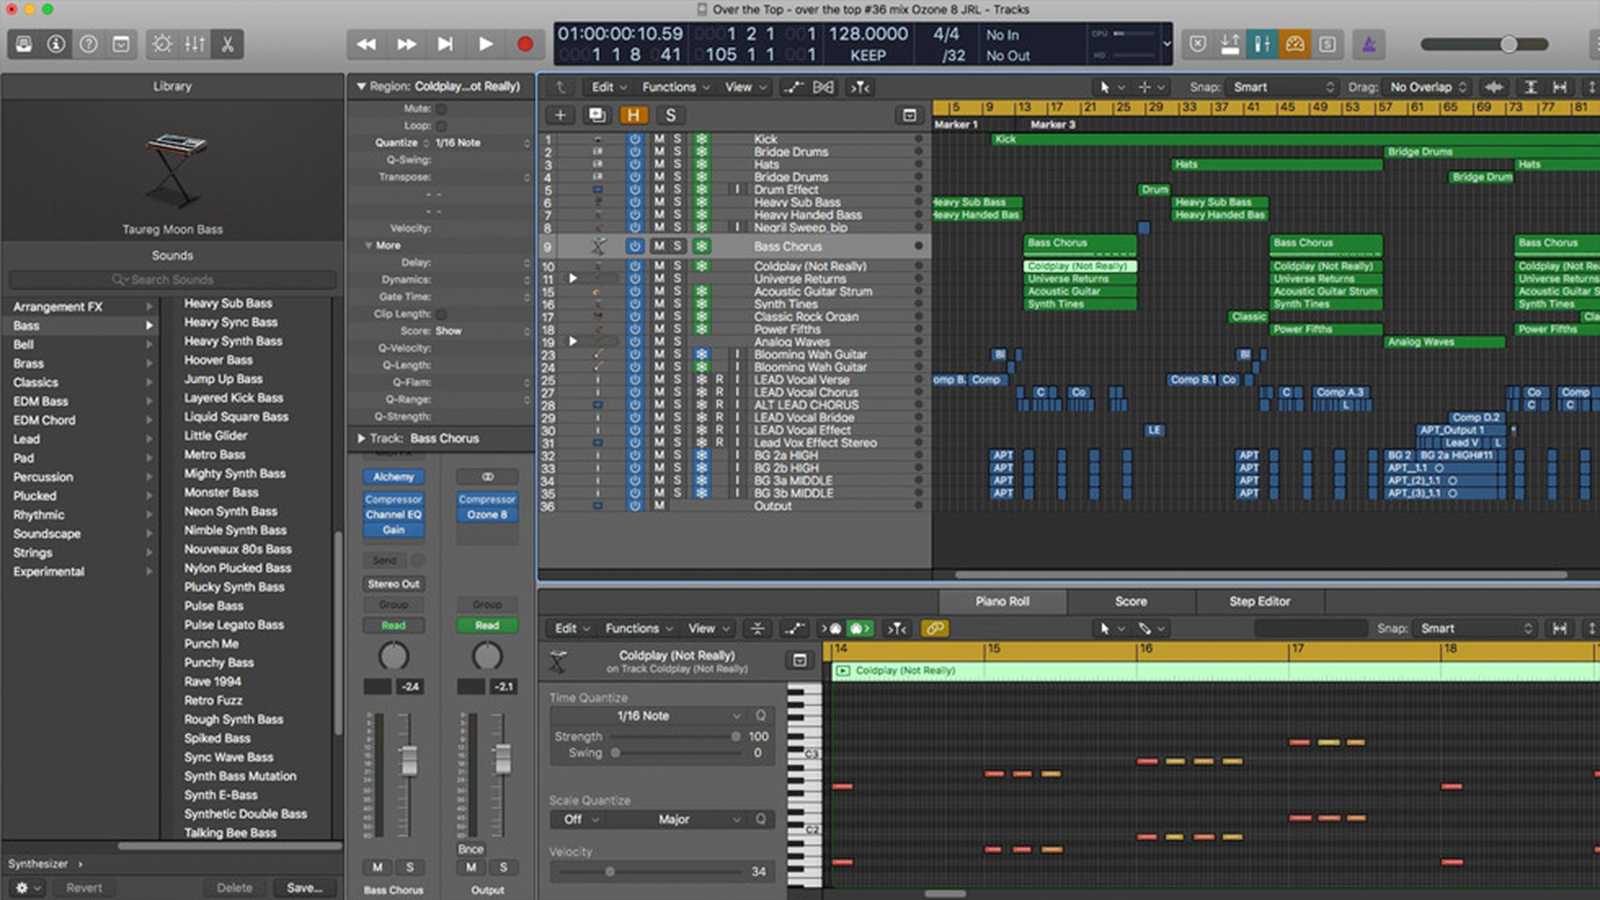 Over the Top - over the top #36 mix Ozone 8 JRL - Tracks
01:00:00:10.59
1 1 8 041
1 2 1 001
105 1 1 001
128.0000
KEEP
4/4
/32
No In
No Out
CPU
HD
Library
Taureg Moon Bass
Sounds
Search Sounds
Arrangement FX
Bass
Bell
Brass
Classics
EDM Bass
EDM Chord
Lead
Pad
Percussion
Plucked
Rhythmic
Soundscape
Strings
Experimental
Heavy Sub Bass
Heavy Sync Bass
Heavy Synth Bass
Hoover Bass
Jump Up Bass
Layered Kick Bass
Liquid Square Bass
Little Glider
Metro Bass
Mighty Synth Bass
Monster Bass
Neon Synth Bass
Nimble Synth Bass
Nouveaux 80s Bass
Nylon Plucked Bass
Plucky Synth Bass
Pulse Bass
Pulse Legato Bass
Punch Me
Punchy Bass
Rave 1994
Retro Fuzz
Rough Synth Bass
Spiked Bass
Sync Wave Bass
Synth Bass Mutation
Synth E-Bass
Synthetic Double Bass
Talking Bee Bass
Synthesizer
Revert
Delete
Save...
Region: Coldplay...ot Really)
Mute:
Loop:
Quantize 1/16 Note
Q-Swing:
Transpose:
Velocity:
More
Delay:
Dynamics:
Gate Time:
Clip Length:
Score: Show
Q-Velocity:
Q-Length:
Q-Flam:
Q-Range:
Q-Strength:
Track: Bass Chorus
Alchemy
Compressor
Channel EQ
Gain
Send
Stereo Out
Group
Read
-2.4
M S
Bass Chorus
Compressor
Ozone 8
Group
Read
-2.1
Bnce
M S
Output
Edit Functions View
Snap: Smart
Drag: No Overlap
H S
5 9 13 17 21 25 29 33 37 41 45 49 53 57 61 65 69 73 77 81
Marker 1 Marker 3
1 M S Kick
2 M S Bridge Drums
3 M S Hats
4 M S Bridge Drums
5 M S I Drum Effect
6 M S Heavy Sub Bass
7 M S Heavy Handed Bass
8 M S I Negril Sweep_bip
9 M S Bass Chorus
10 M S Coldplay (Not Really)
11 M S Universe Returns
15 M S Acoustic Guitar Strum
16 M S Synth Tines
17 M S Classic Rock Organ
18 M S Power Fifths
19 M S Analog Waves
23 M S I Blooming Wah Guitar
24 M S I Blooming Wah Guitar
25 M S R I LEAD Vocal Verse
27 M S R I LEAD Vocal Chorus
28 M S R I ALT LEAD CHORUS
29 M S R I LEAD Vocal Bridge
30 M S R I LEAD Vocal Effect
31 M S R I Lead Vox Effect Stereo
32 M S I BG 2a HIGH
33 M S I BG 2b HIGH
34 M S I BG 3a MIDDLE
35 M S I BG 3b MIDDLE
36 M Output
Kick
Bridge Drums
Hats Hats
Bridge Drum
Drum
Heavy Sub Bass Heavy Sub Bass
Heavy Handed Bas Heavy Handed Bas
Bass Chorus Bass Chorus Bass Chorus
Coldplay (Not Really) Coldplay (Not Really) Coldplay (Not Rea
Universe Returns Universe Returns Universe Returns
Acoustic Guitar Acoustic Guitar Strum Acoustic Guitar Str
Synth Tines Synth Tines Synth Tines
Classic Cla
Power Fifths Power Fifths
Analog Waves
Bl Bl
omp B. Comp Comp B.1 Co
C Co C Comp A.3 Co Comp
L C C
Comp D.2
LE APT_Output 1
Lead V L
APT APT BG 2 BG 2a HIGH#11
APT APT APT_1.1
APT APT APT_(2)_1.1
APT APT APT_(3)_1.1
Piano Roll Score Step Editor
Edit Functions View
Snap: Smart
Coldplay (Not Really)
on Track Coldplay (Not Really)
Time Quantize
1/16 Note Q
Strength 100
Swing 0
Scale Quantize
Off Major Q
Velocity
34
14 15 16 17 18
Coldplay (Not Really)
C3
C2